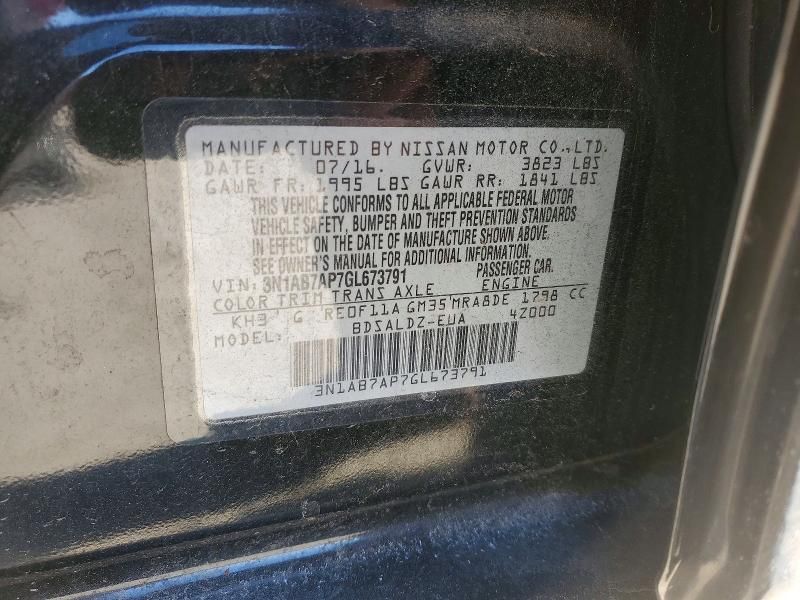 MANUFACTURED BY NISSAN MOTOR CO.,LTD.
DATE: 07/16. GVWR: 3823 LBS
GAWR FR: 1995 LBS GAWR RR: 1841 LBS
THIS VEHICLE CONFORMS TO ALL APPLICABLE FEDERAL MOTOR
VEHICLE SAFETY, BUMPER AND THEFT PREVENTION STANDARDS
IN EFFECT ON THE DATE OF MANUFACTURE SHOWN ABOVE.
SEE OWNER'S MANUAL FOR ADDITIONAL INFORMATION.
VIN: 3N1AB7AP7GL673791 PASSENGER CAR.
COLOR TRIM TRANS AXLE ENGINE
KH3 G RE0F11A GM35 MRA8DE 1798 CC
MODEL: BDSALDZ-EUA 4Z000
3N1AB7AP7GL673791